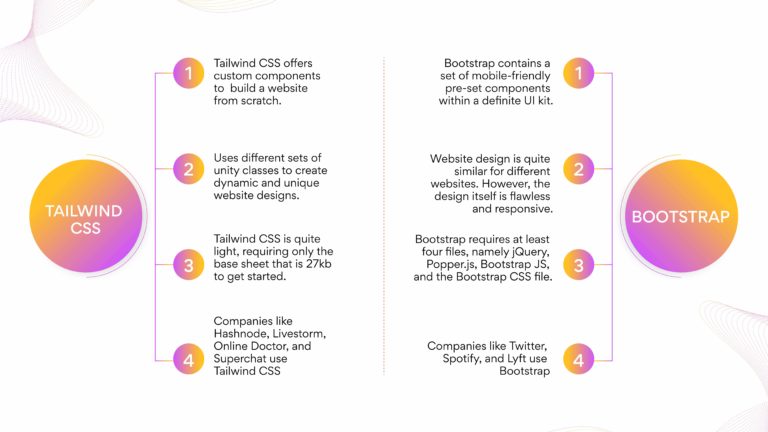 TAILWIND
CSS
1
Tailwind CSS offers
custom components
to build a website
from scratch.
2
Uses different sets of
unity classes to create
dynamic and unique
website designs.
3
Tailwind CSS is quite
light, requiring only the
base sheet that is 27kb
to get started.
4
Companies like
Hashnode, Livestorm,
Online Doctor, and
Superchat use
Tailwind CSS
BOOTSTRAP
1
Bootstrap contains a
set of mobile-friendly
pre-set components
within a definite UI kit.
2
Website design is quite
similar for different
websites. However, the
design itself is flawless
and responsive.
3
Bootstrap requires at least
four files, namely jQuery,
Popper.js, Bootstrap JS,
and the Bootstrap CSS file.
4
Companies like Twitter,
Spotify, and Lyft use
Bootstrap